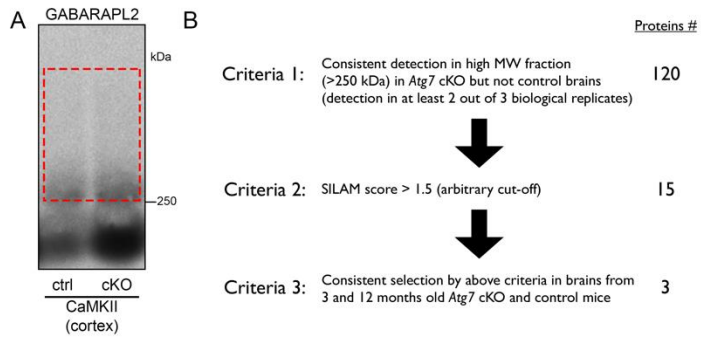 A
GABARAPL2
kDa
250
ctrl cKO
CaMKII
(cortex)
B
Proteins #
Criteria 1: Consistent detection in high MW fraction
(>250 kDa) in Atg7 cKO but not control brains
(detection in at least 2 out of 3 biological replicates)
120
Criteria 2: SILAM score > 1.5 (arbitrary cut-off) 15
Criteria 3: Consistent selection by above criteria in brains from
3 and 12 months old Atg7 cKO and control mice
3